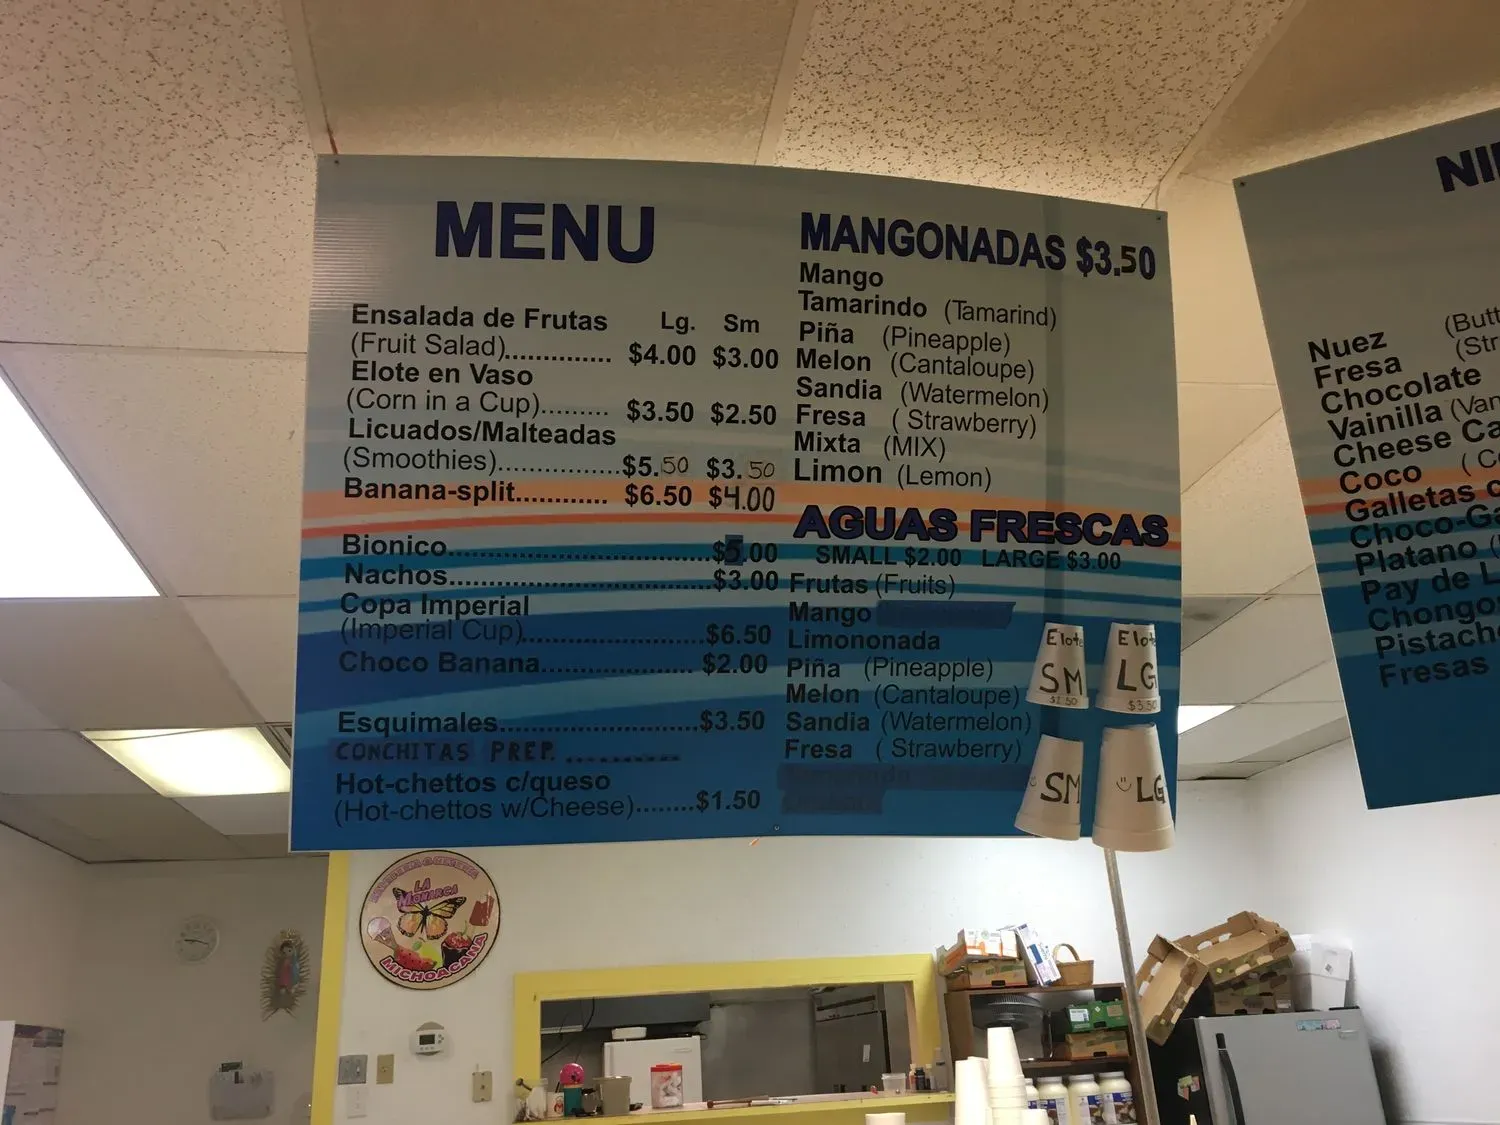 MENU
Lg. Sm
Ensalada de Frutas
(Fruit Salad).............. $4.00 $3.00
Elote en Vaso
(Corn in a Cup)......... $3.50 $2.50
Licuados/Malteadas
(Smoothies)................ $5.50 $3.50
Banana-split............ $6.50 $4.00
Bionico...................................$5.00
Nachos...................................$3.00
Copa Imperial
(Imperial Cup)........................$6.50
Choco Banana.................... $2.00
Esquimales..........................$3.50
CONCHITAS PREP. ...........
Hot-chettos c/queso
(Hot-chettos w/Cheese)........$1.50
MANGONADAS $3.50
Mango
Tamarindo (Tamarind)
Piña (Pineapple)
Melon (Cantaloupe)
Sandia (Watermelon)
Fresa ( Strawberry)
Mixta (MIX)
Limon (Lemon)
AGUAS FRESCAS
SMALL $2.00 LARGE $3.00
Frutas (Fruits)
Mango
Limononada
Piña (Pineapple)
Melon (Cantaloupe)
Sandia (Watermelon)
Fresa ( Strawberry)
Elote
SM
Elote
LG
$3.50
SM
LG
Nuez
Fresa
Chocolate
Vainilla
Cheese
Coco
Galletas
Platano
Pay de
Fresas
LA
MONARCA
MICHOACANA